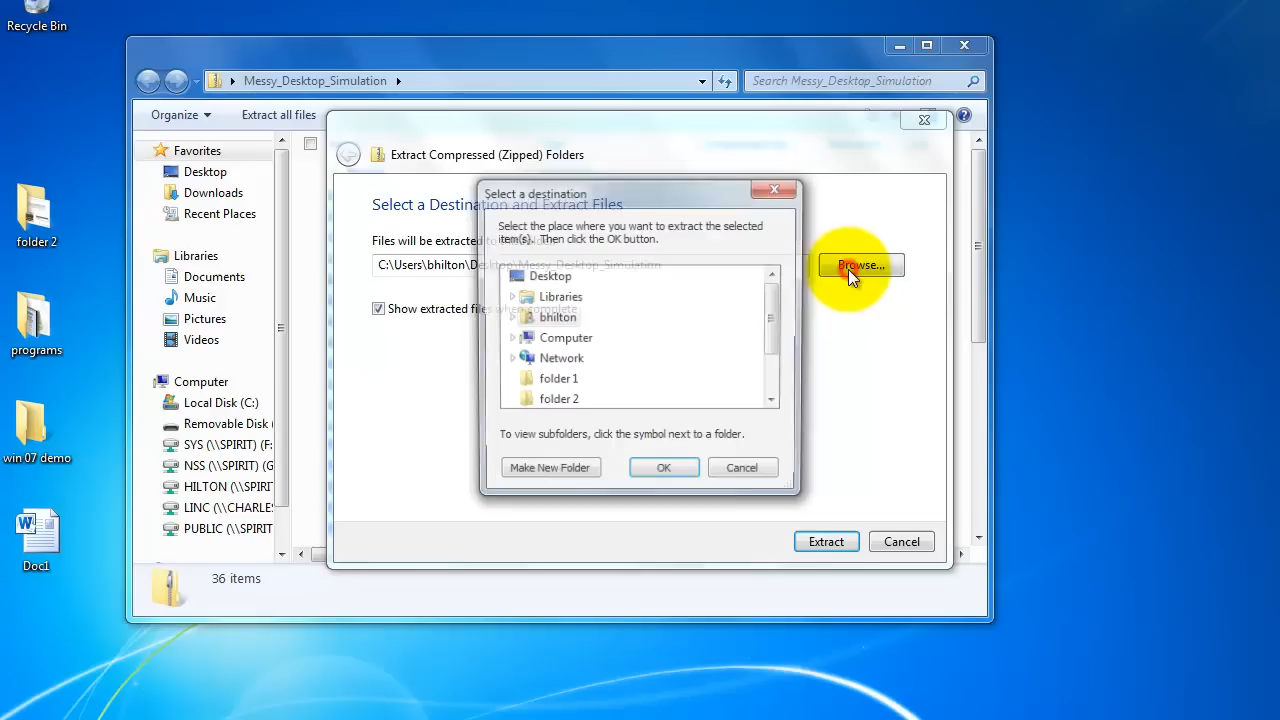 Recycle Bin
folder 2
programs
win 07 demo
Doc1
Messy_Desktop_Simulation
Search Messy_Desktop_Simulation
Organize
Extract all files
Favorites
Desktop
Downloads
Recent Places
Libraries
Documents
Music
Pictures
Videos
Computer
Local Disk (C:)
Removable Disk (
SYS (\\SPIRIT) (F:
NSS (\\SPIRIT) (G
HILTON (\\SPIRIT
LINC (\\CHARLES
PUBLIC (\\SPIRIT
36 items
Extract Compressed (Zipped) Folders
Select a Destination and Extract Files
Files will be extracted to
C:\Users\bhilton\Desktop\Messy_Desktop_Simulation
Browse...
Show extracted files when complete
Extract
Cancel
Select a destination
Select the place where you want to extract the selected
item(s). Then click the OK button.
Desktop
Libraries
bhilton
Computer
Network
folder 1
folder 2
To view subfolders, click the symbol next to a folder.
Make New Folder
OK
Cancel